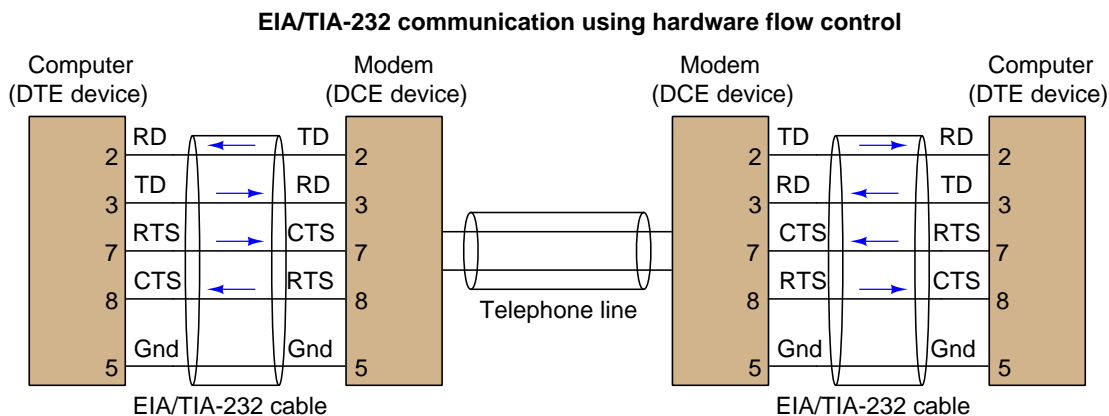 EIA/TIA-232 communication using hardware flow control
Computer
(DTE device)
Modem
(DCE device)
Modem
(DCE device)
Computer
(DTE device)
RD TD TD RD
2 2 2 2
TD RD RD TD
3 3 3 3
RTS CTS CTS RTS
7 7 7 7
CTS RTS RTS CTS
8 8 8 8
Telephone line
Gnd Gnd Gnd Gnd
5 5 5 5
EIA/TIA-232 cable EIA/TIA-232 cable